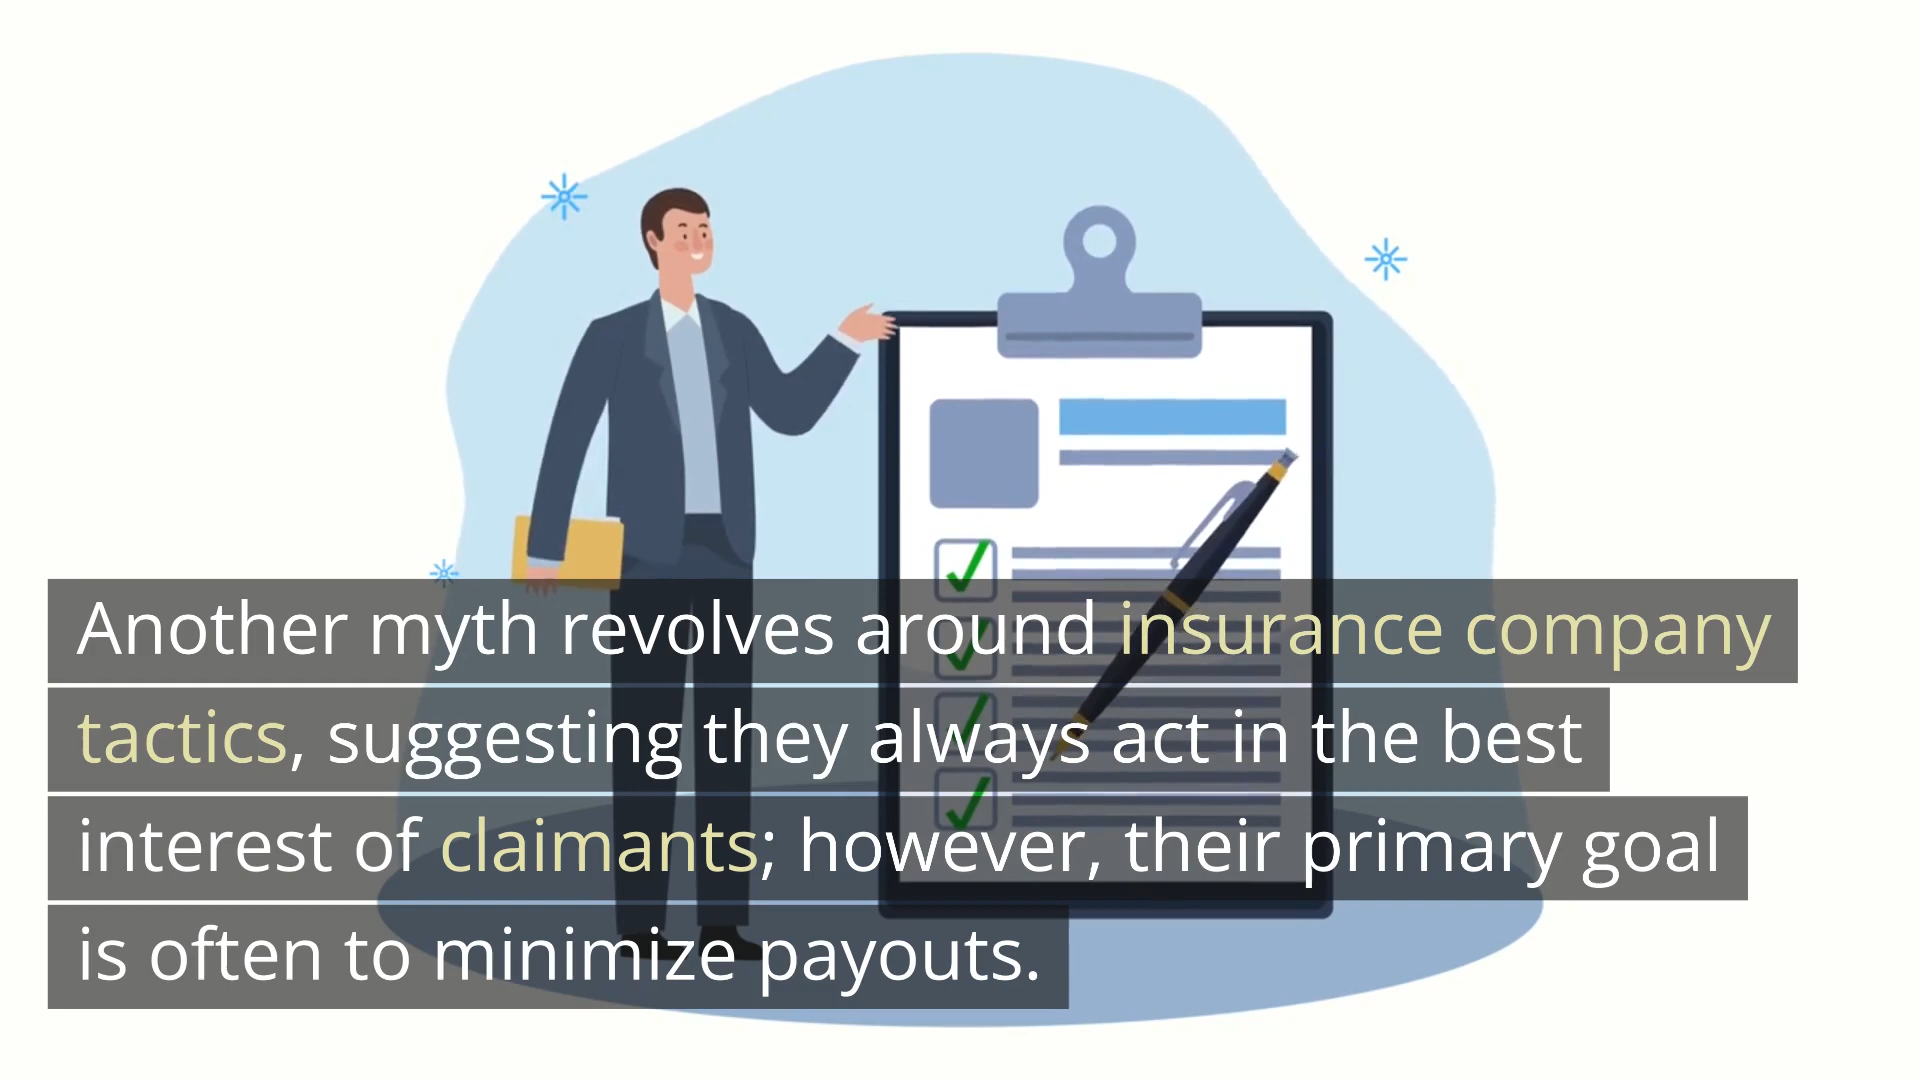 Another myth revolves around insurance company
tactics, suggesting they always act in the best
interest of claimants; however, their primary goal
is often to minimize payouts.